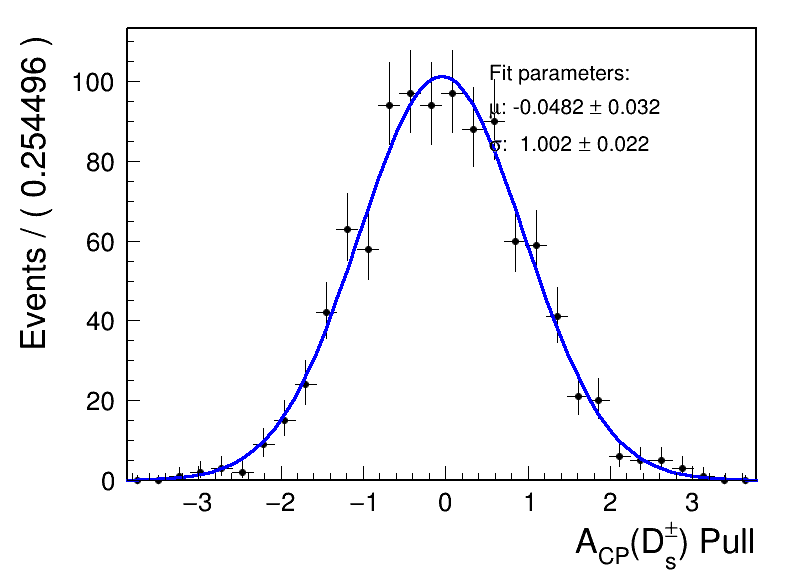 Events / ( 0.254496 )
100
80
60
40
20
0
Fit parameters:
μ: -0.0482 ± 0.032
σ: 1.002 ± 0.022
−3 −2 −1 0 1 2 3
A_CP(D_s^±) Pull